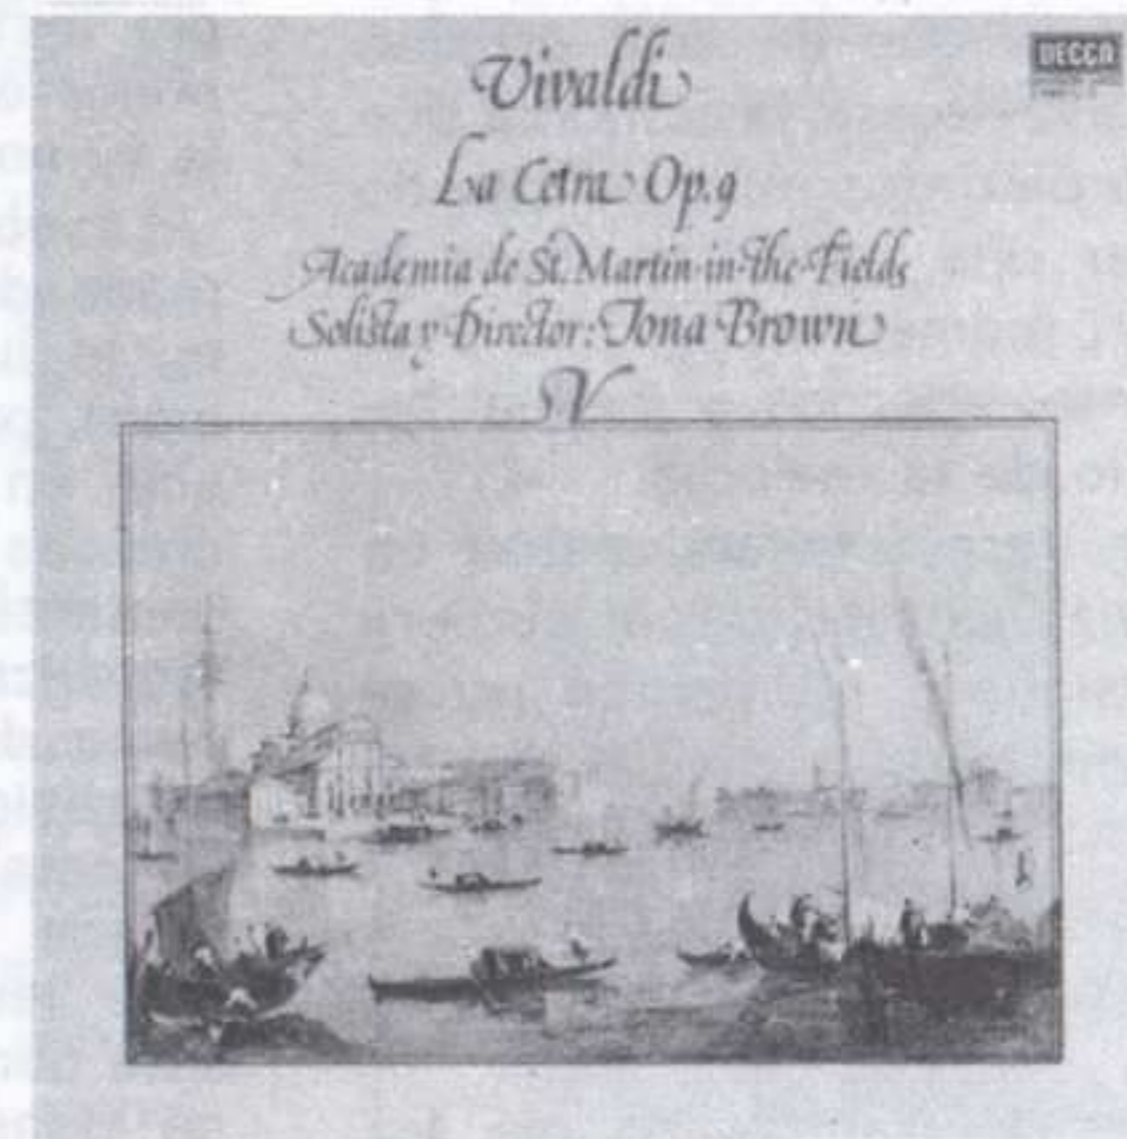 Vivaldi
DECCA
La Cetra Op. 9
Academia de St. Martin-in-the-Fields
Solista y Director: Iona Brown
V